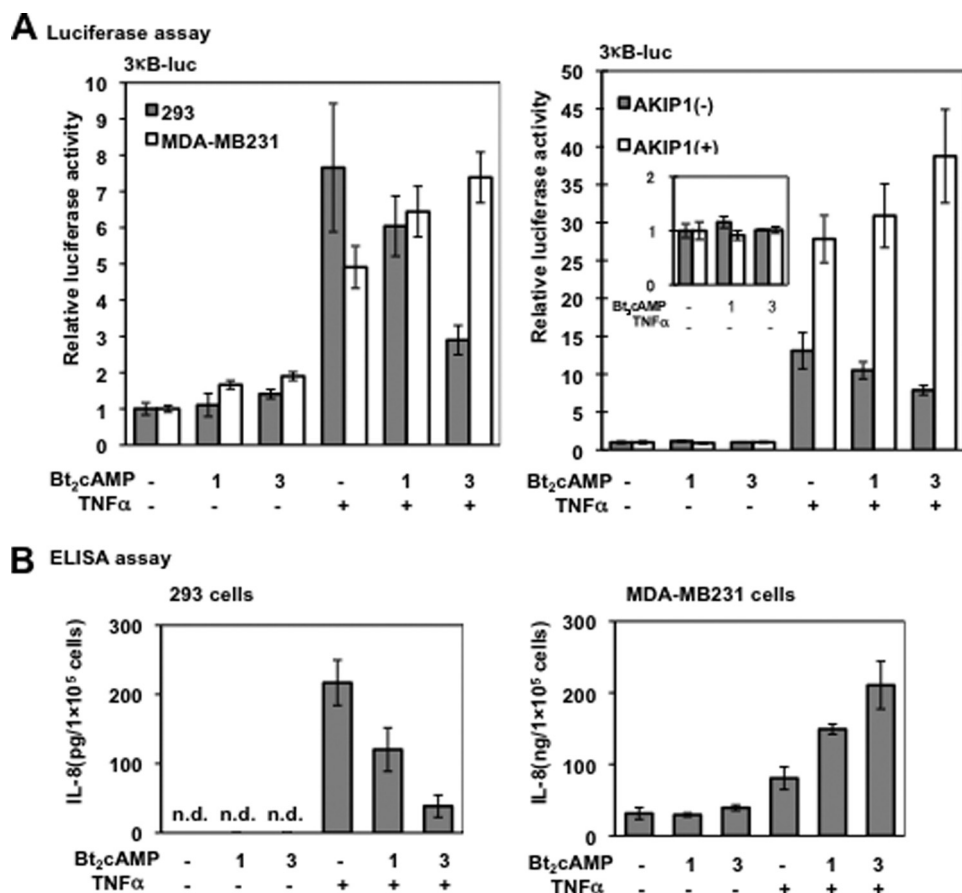 A Luciferase assay
3κB-luc
10
9
8
7
6
5
4
3
2
1
0
Relative luciferase activity
293
MDA-MB231
Bt₂cAMP - 1 3 - 1 3
TNFα - - - + + +
3κB-luc
50
45
40
35
30
25
20
15
10
5
0
Relative luciferase activity
AKIP1(-)
AKIP1(+)
2
1
0
Bt₂cAMP - 1 3
TNFα - - -
Bt₂cAMP - 1 3 - 1 3
TNFα - - - + + +
B ELISA assay
293 cells
300
200
100
0
IL-8(pg/1×10⁵ cells)
n.d. n.d. n.d.
Bt₂cAMP - 1 3 - 1 3
TNFα - - - + + +
MDA-MB231 cells
300
200
100
0
IL-8(ng/1×10⁵ cells)
Bt₂cAMP - 1 3 - 1 3
TNFα - - - + + +